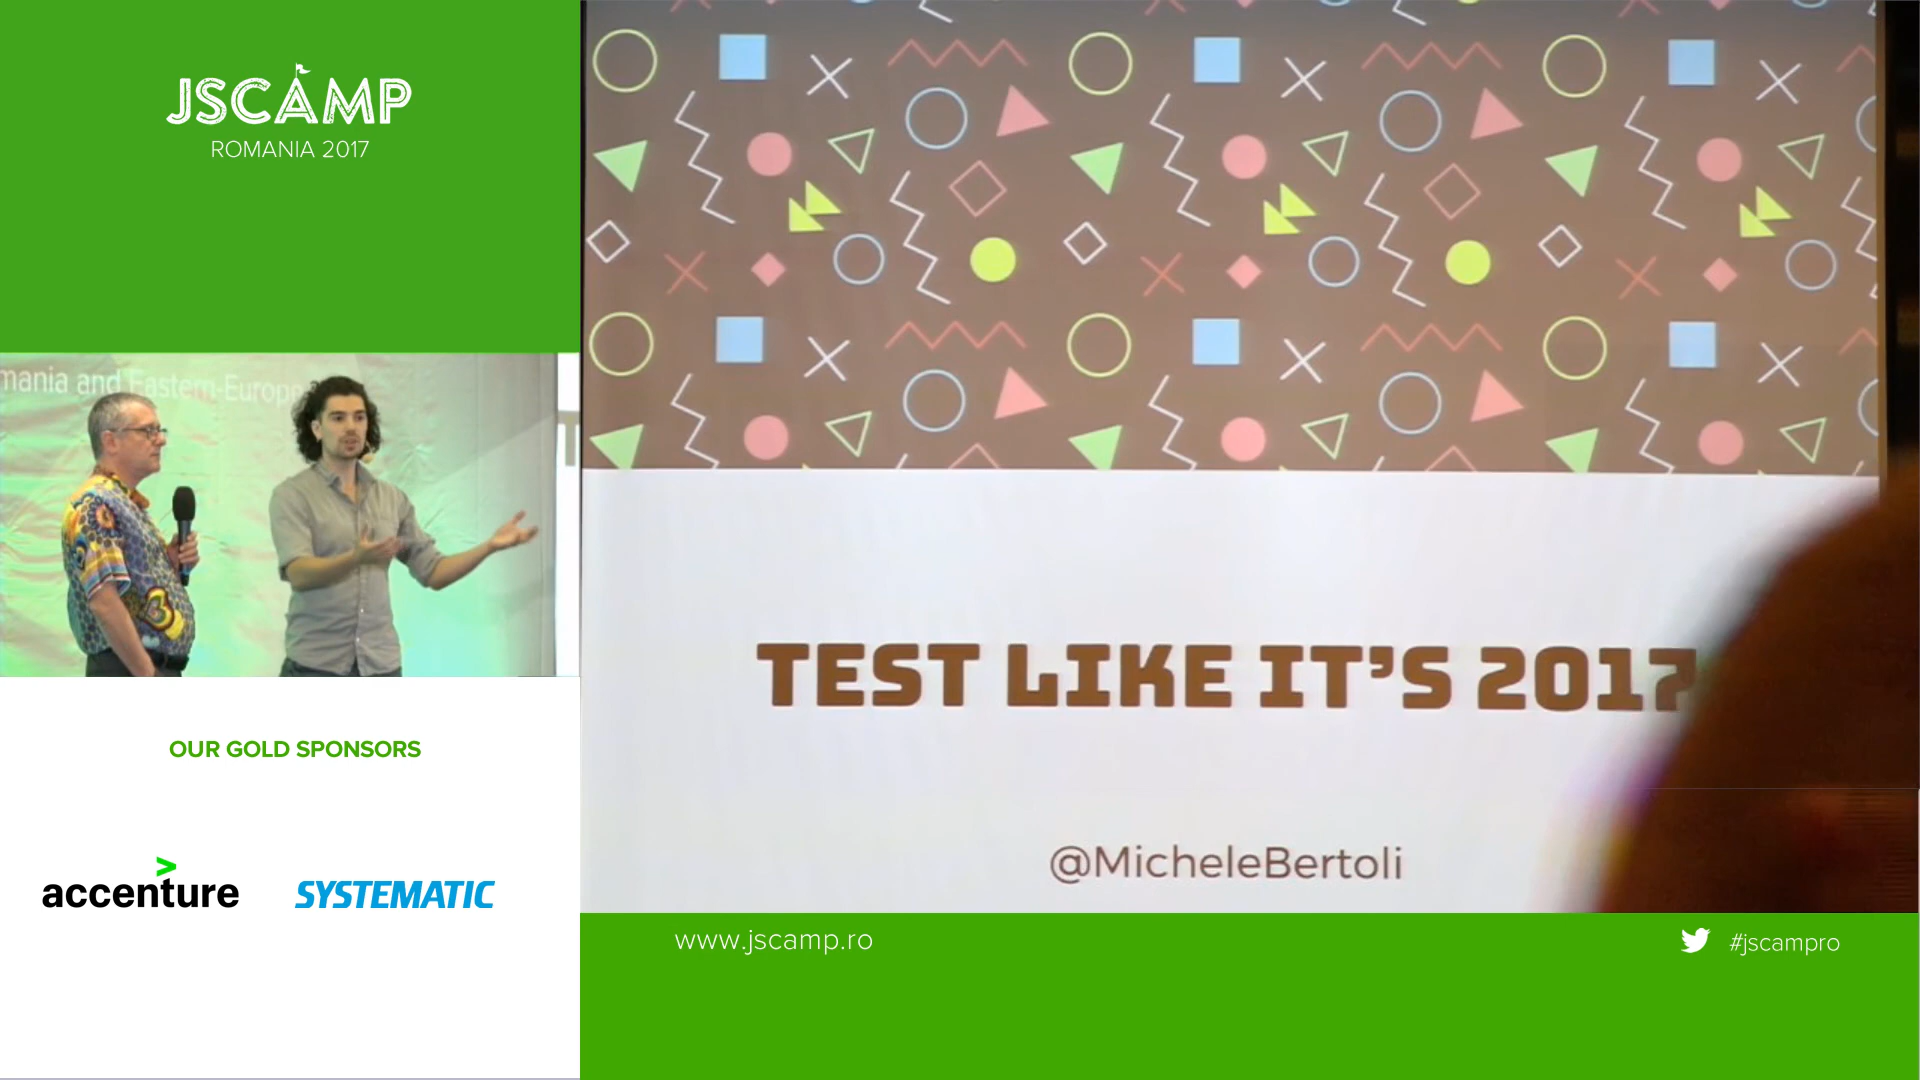 JSCAMP
ROMANIA 2017
mania and Eastern-Europe
OUR GOLD SPONSORS
accenture
SYSTEMATIC
TEST LIKE IT'S 2017
@MicheleBertoli
www.jscamp.ro
#jscampro